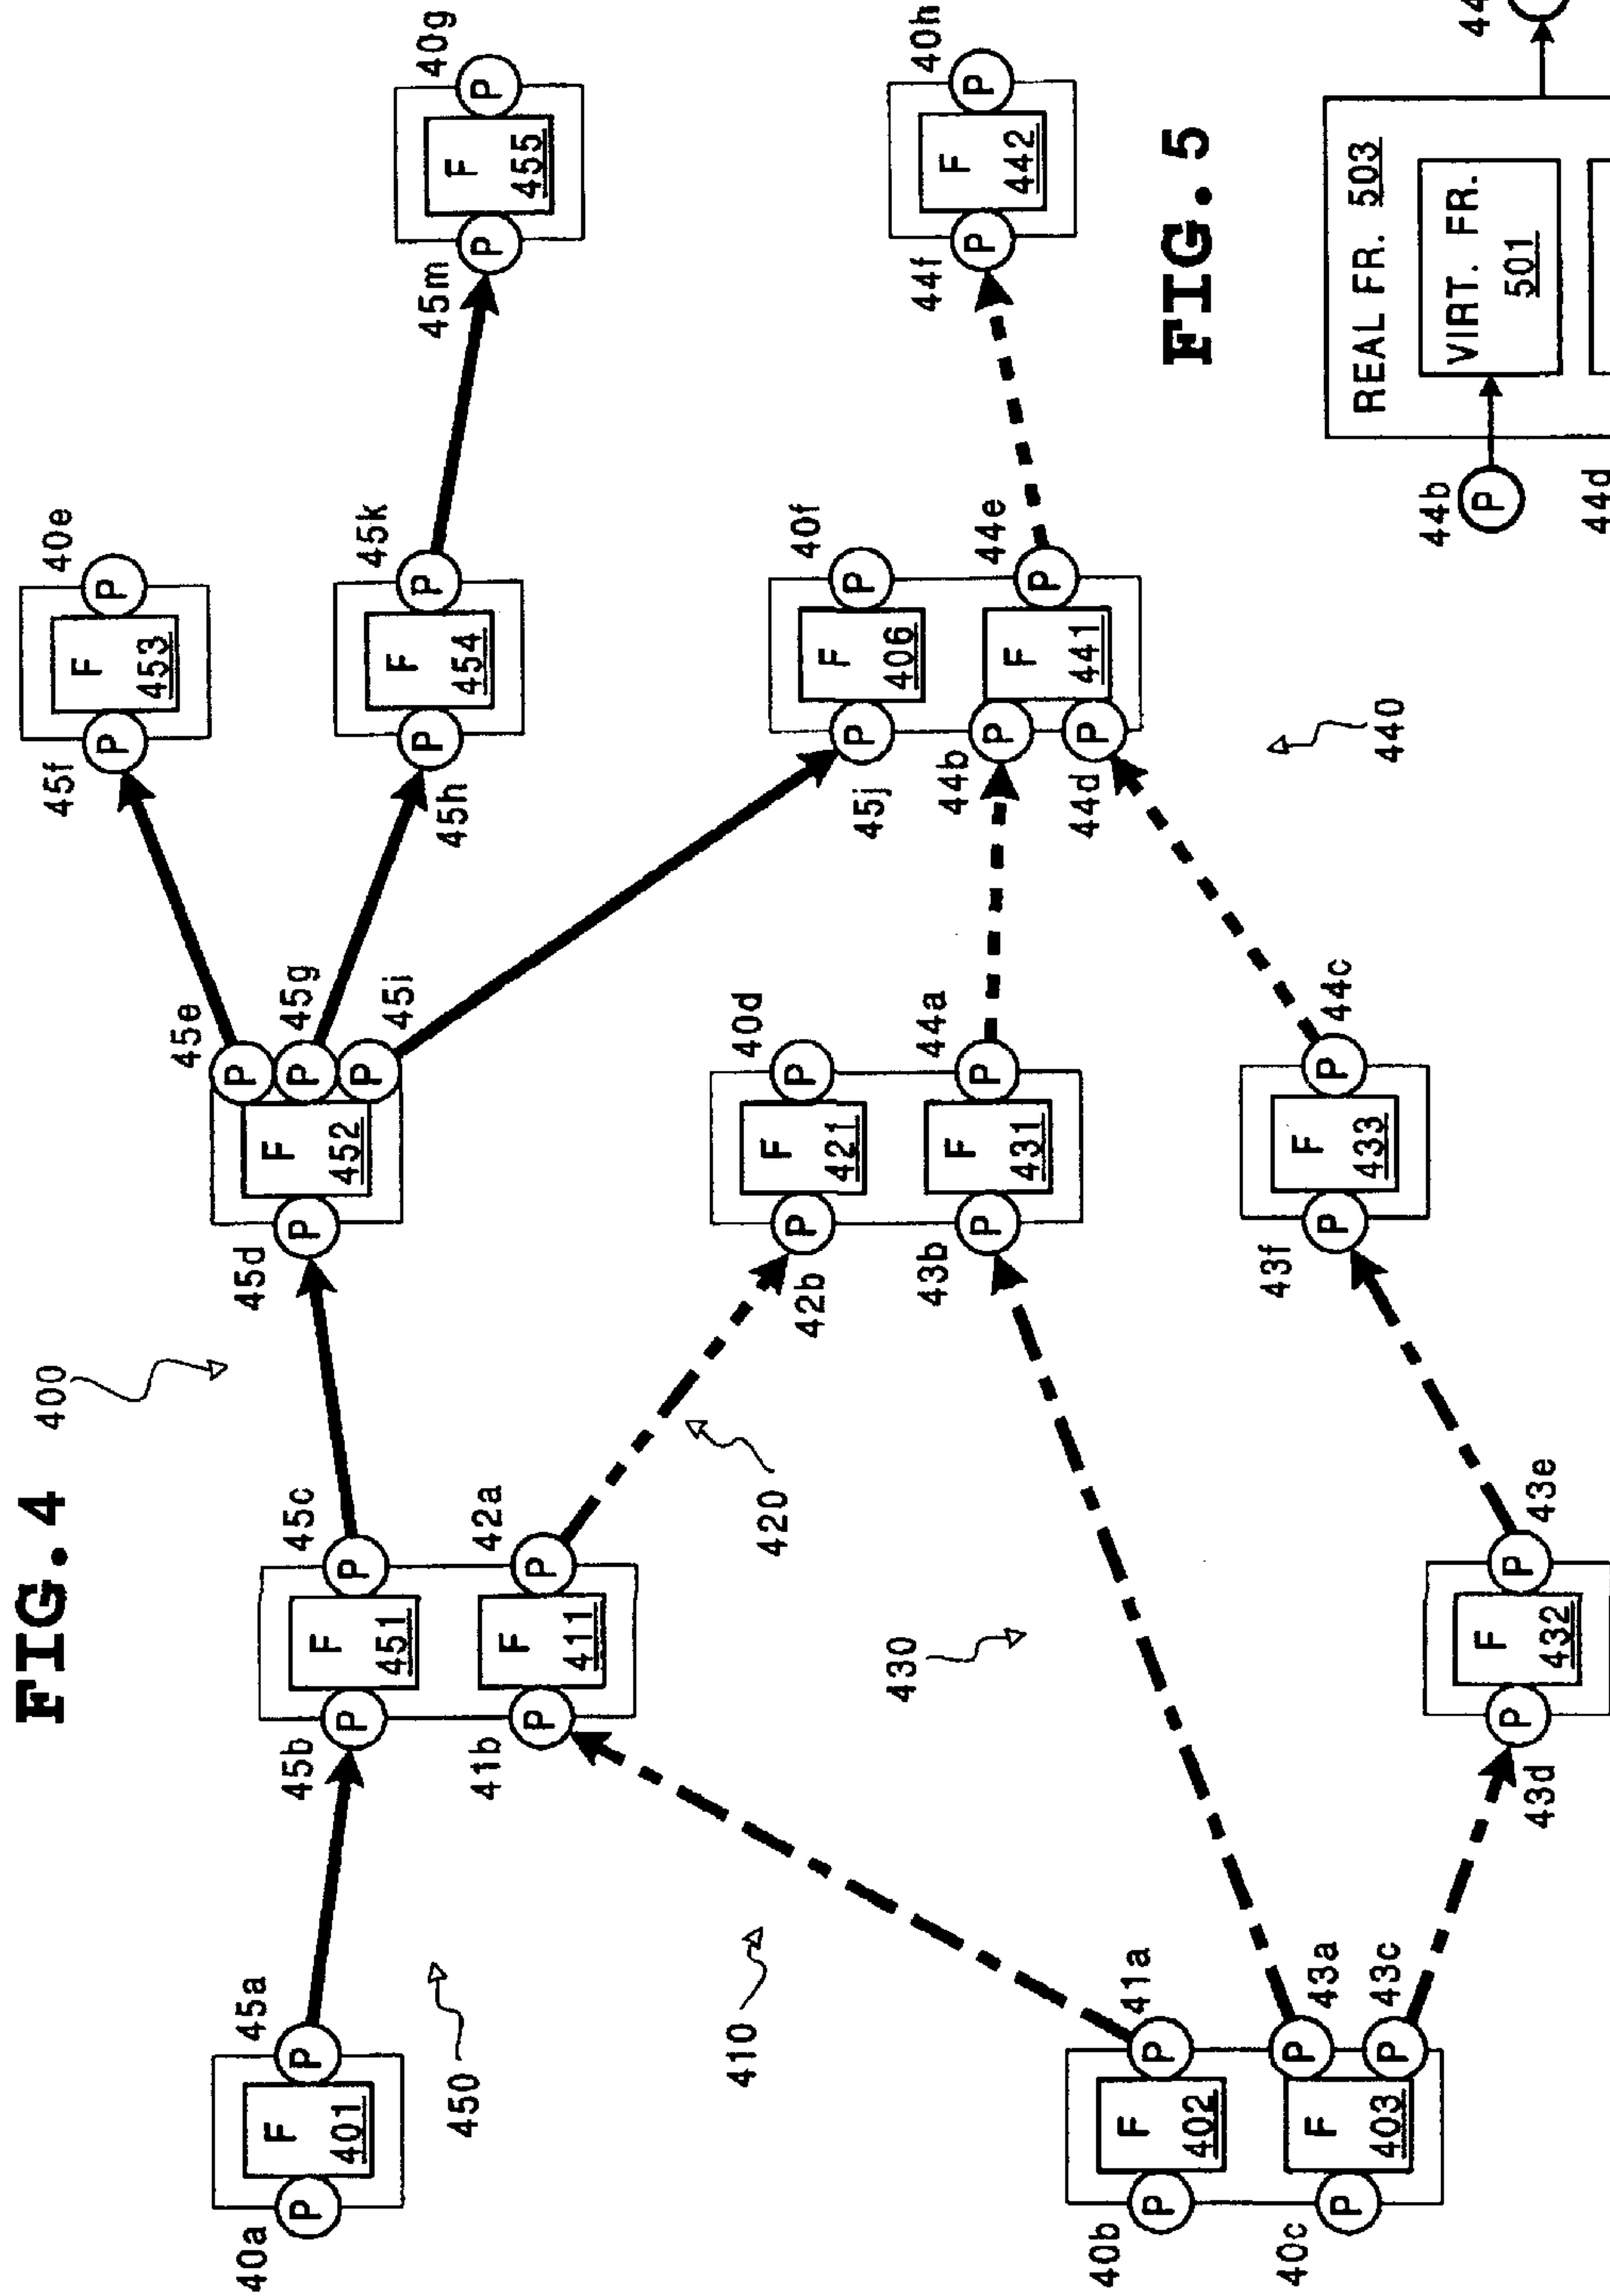 FIG. 4
400
40a
P
F
401
P
45a
450
45b
P
F
451
P
45c
41b
P
F
411
P
42a
420
45d
P
F
452
P
45e
P
45g
P
45i
45f
P
F
453
P
40e
45h
P
F
454
P
45k
45m
P
F
455
P
40g
410
40b
P
F
402
P
41a
40c
P
F
403
P
43a
P
43c
430
42b
P
F
421
P
40d
43b
P
F
431
P
44a
43d
P
F
432
P
43e
43f
P
F
433
P
44c
45j
P
F
406
P
40f
44b
P
F
441
P
44e
44d
P
440
44f
P
F
442
P
40h
FIG. 5
REAL FR. 503
VIRT. FR.
501
44b
P
44d